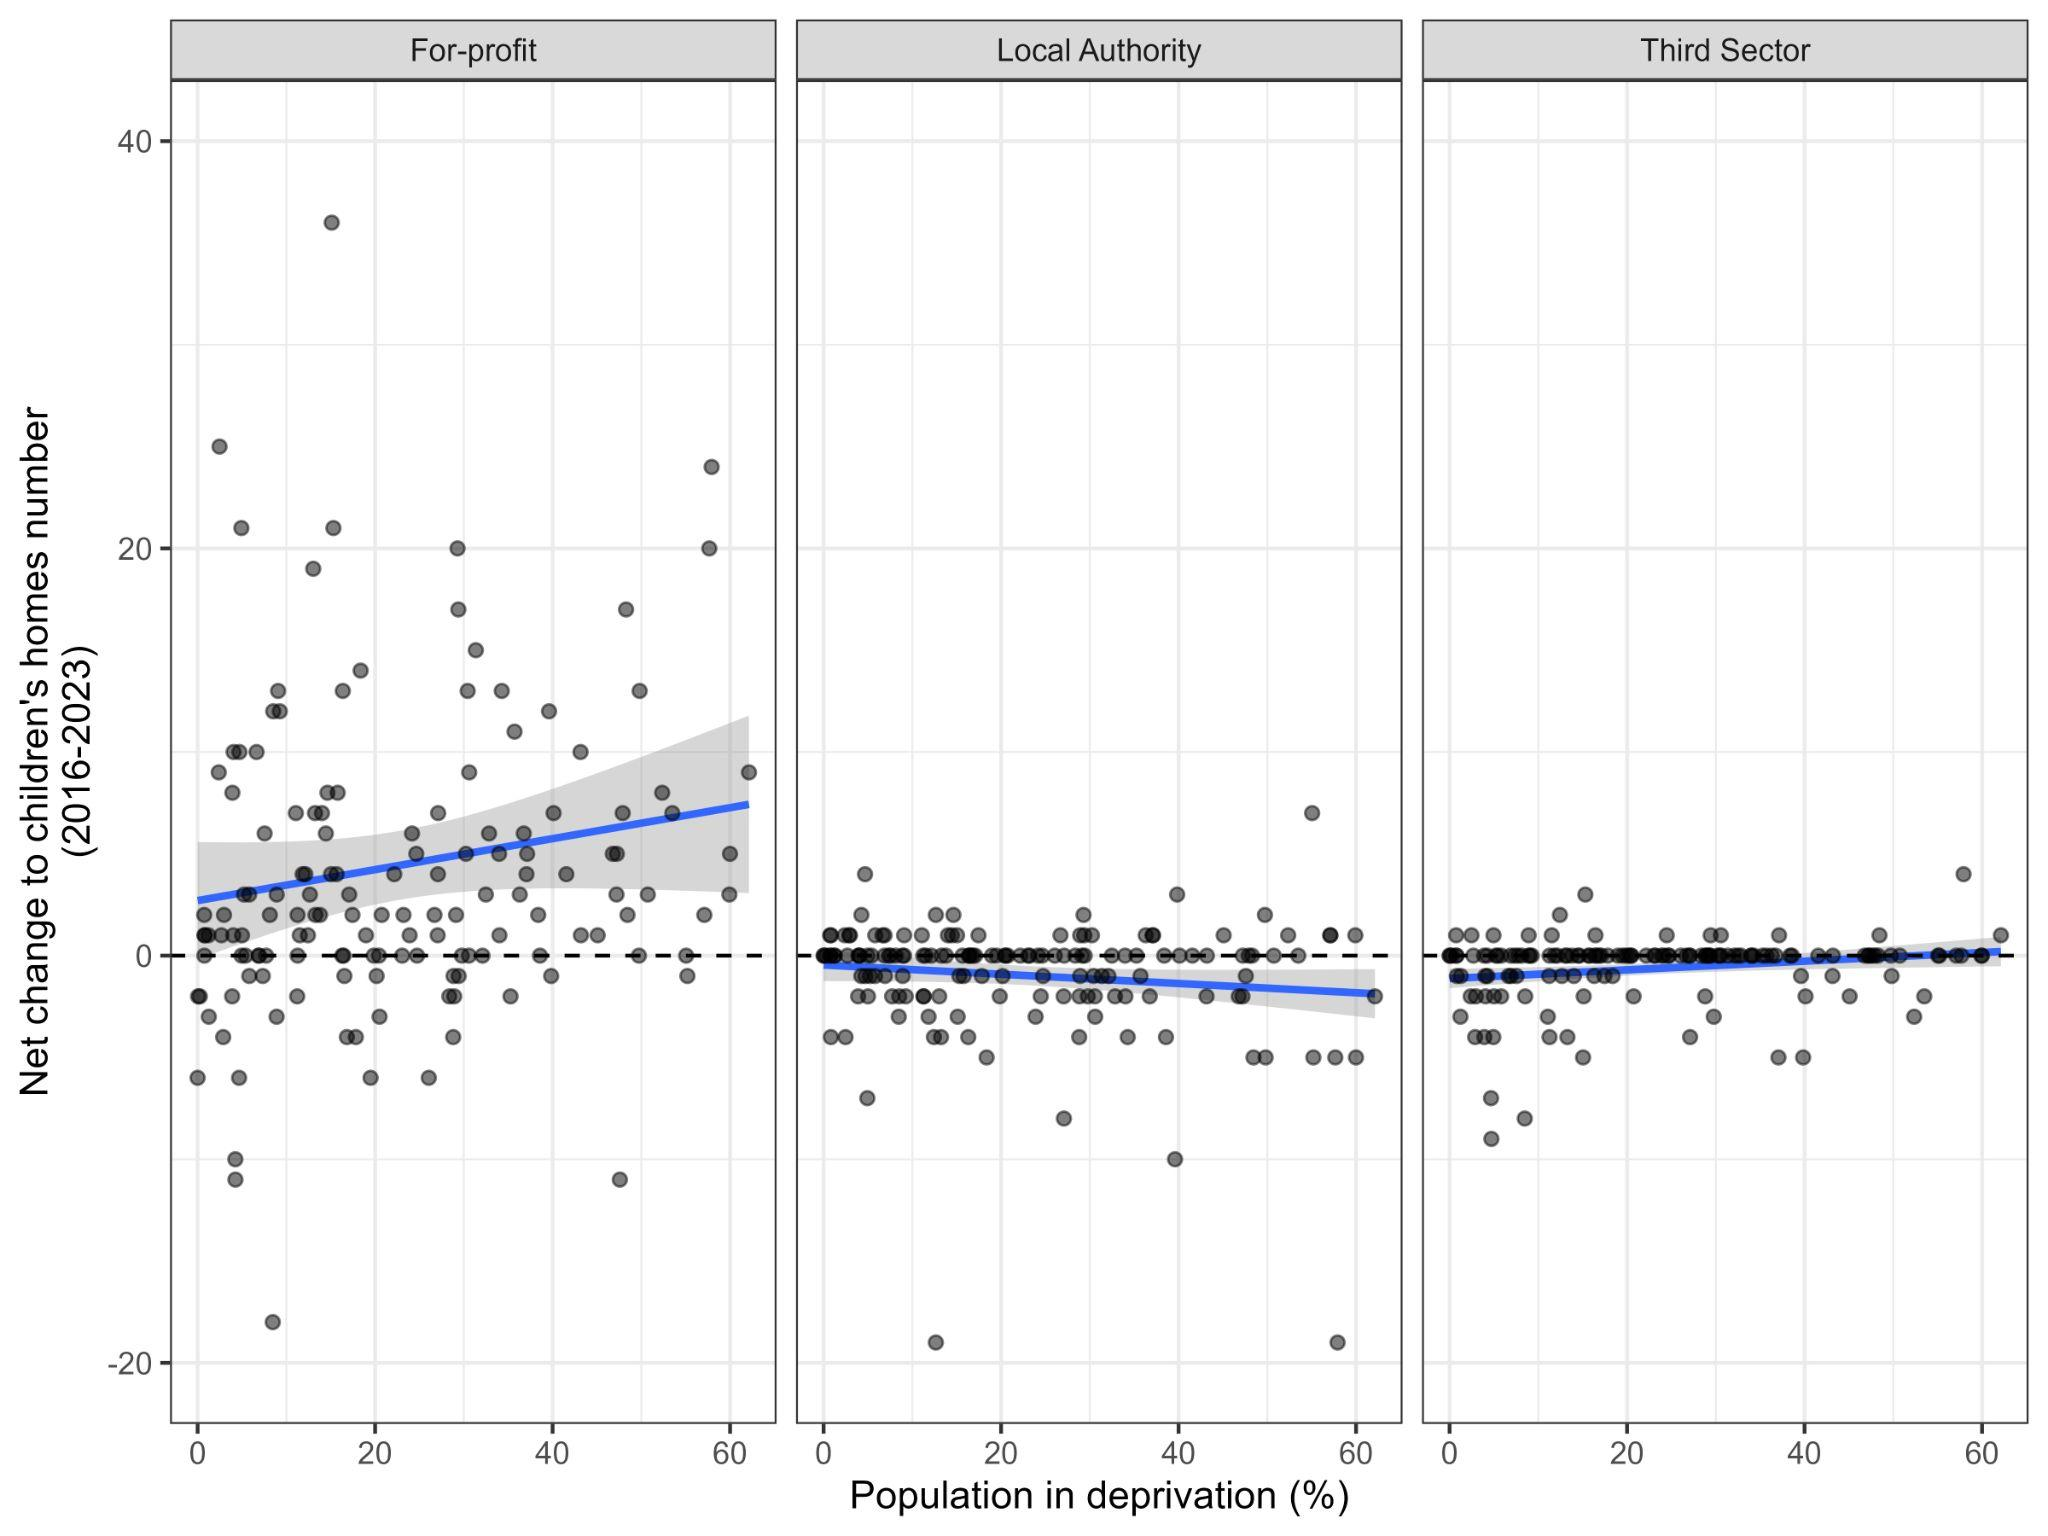 For-profit
Local Authority
Third Sector
Net change to children's homes number
(2016-2023)
40
20
0
-20
0 20 40 60
0 20 40 60
0 20 40 60
Population in deprivation (%)